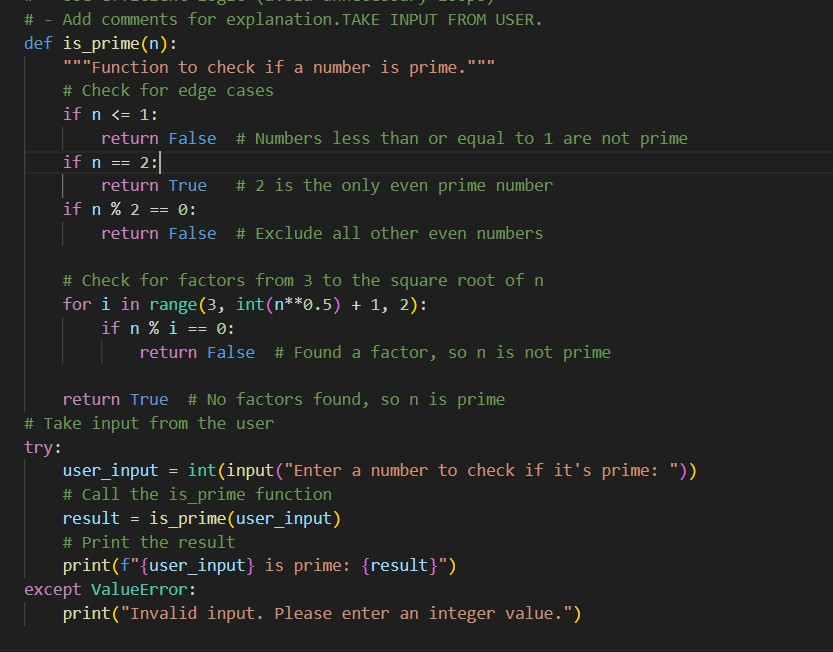 # - Add comments for explanation.TAKE INPUT FROM USER.
def is_prime(n):
    """Function to check if a number is prime."""
    # Check for edge cases
    if n <= 1:
        return False  # Numbers less than or equal to 1 are not prime
    if n == 2:
        return True   # 2 is the only even prime number
    if n % 2 == 0:
        return False  # Exclude all other even numbers

    # Check for factors from 3 to the square root of n
    for i in range(3, int(n**0.5) + 1, 2):
        if n % i == 0:
            return False  # Found a factor, so n is not prime

    return True  # No factors found, so n is prime
# Take input from the user
try:
    user_input = int(input("Enter a number to check if it's prime: "))
    # Call the is_prime function
    result = is_prime(user_input)
    # Print the result
    print(f"{user_input} is prime: {result}")
except ValueError:
    print("Invalid input. Please enter an integer value.")